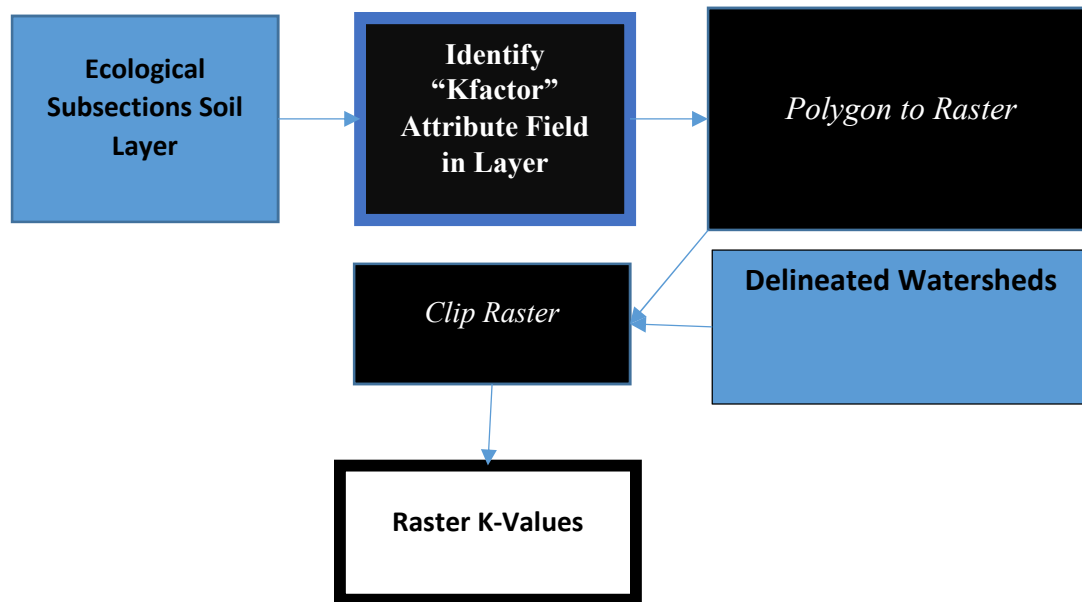 Ecological
Subsections Soil
Layer
Identify
“Kfactor”
Attribute Field
in Layer
Polygon to Raster
Clip Raster
Delineated Watersheds
Raster K-Values